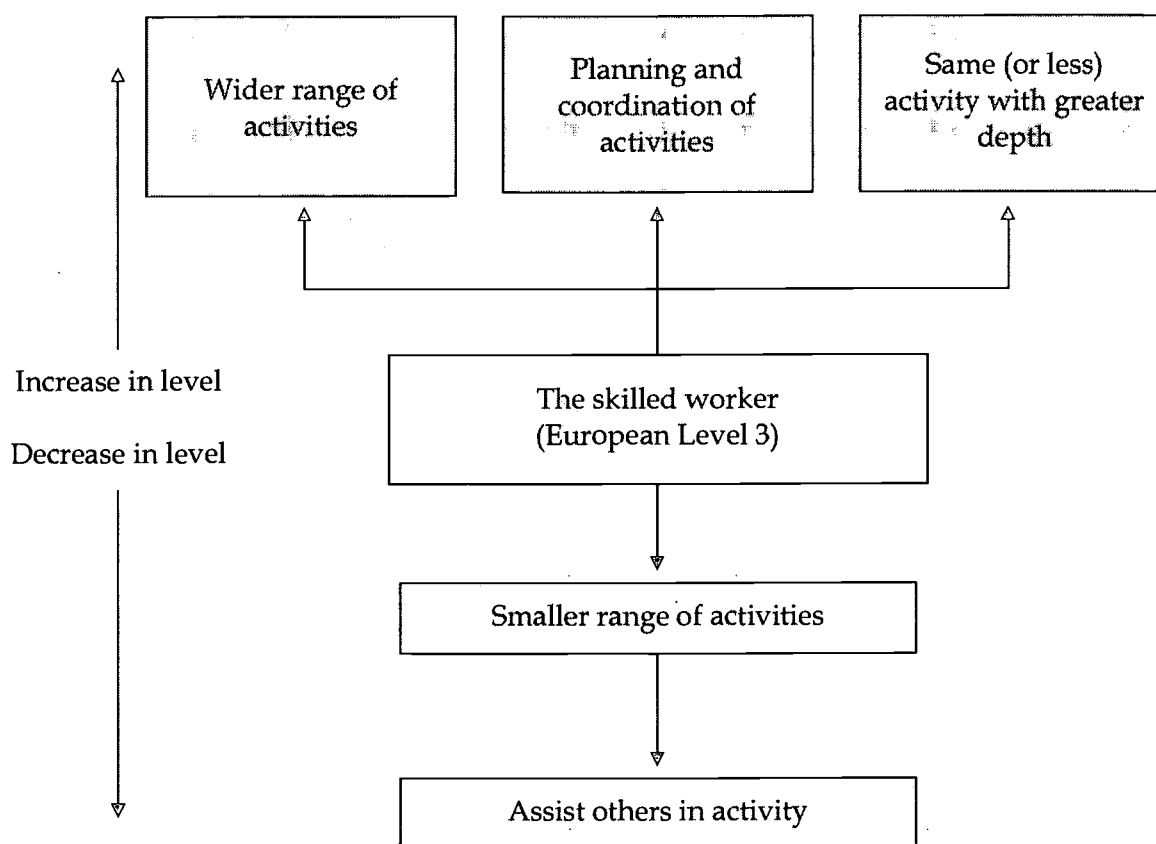 Wider range of
activities
Planning and
coordination of
activities
Same (or less)
activity with greater
depth
Increase in level
Decrease in level
The skilled worker
(European Level 3)
Smaller range of activities
Assist others in activity